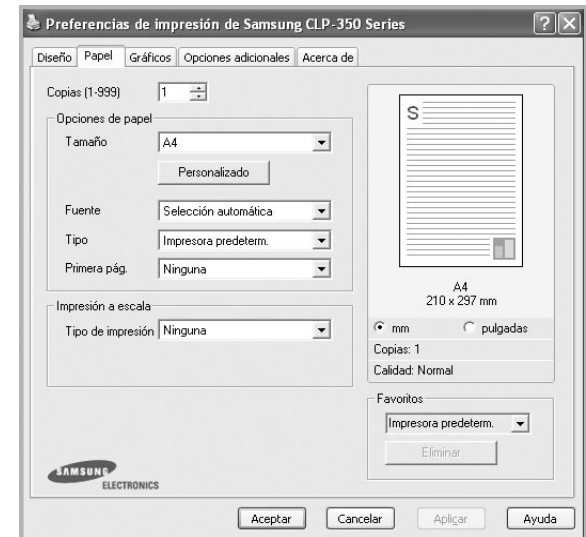 Preferencias de impresión de Samsung CLP-350 Series
Diseño Papel Gráficos Opciones adicionales Acerca de
Copias (1-999) 1
Opciones de papel
Tamaño A4
Personalizado
Fuente Selección automática
Tipo Impresora predeterm.
Primera pág. Ninguna
Impresión a escala
Tipo de impresión Ninguna
S
A4
210 x 297 mm
mm pulgadas
Copias: 1
Calidad: Normal
Favoritos
Impresora predeterm.
Eliminar
SAMSUNG
ELECTRONICS
Aceptar Cancelar Aplicar Ayuda